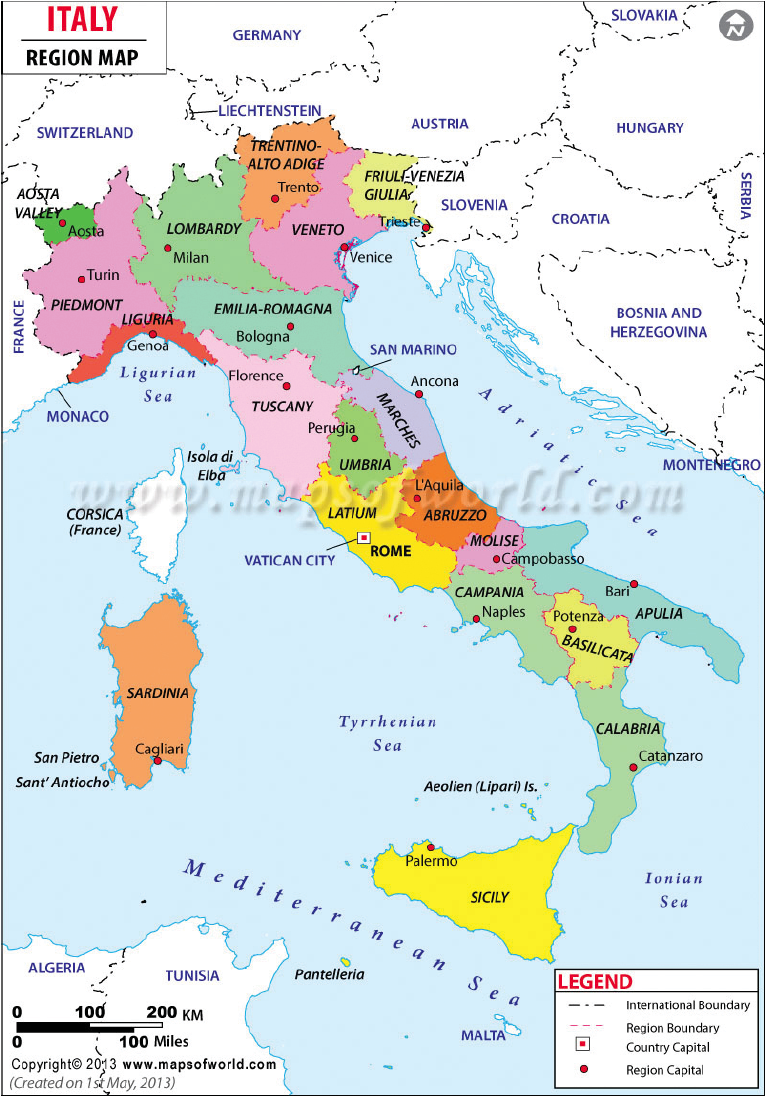 ITALY
REGION MAP
SLOVAKIA
GERMANY
N
LIECHTENSTEIN
AUSTRIA
SWITZERLAND
HUNGARY
TRENTINO-
ALTO ADIGE
FRIULI-VENEZIA
GIULIA
AOSTA
VALLEY
Trento
SERBIA
SLOVENIA
CROATIA
LOMBARDY
VENETO
Trieste
Aosta
Milan
Venice
Turin
PIEDMONT
FRANCE
EMILIA-ROMAGNA
BOSNIA AND
HERZEGOVINA
LIGURIA
Genoa
Bologna
SAN MARINO
Ligurian
Sea
Florence
Ancona
TUSCANY
MARCHES
Adriatic Sea
MONACO
Perugia
Isola di
Elba
UMBRIA
MONTENEGRO
www.mapsofworld.com
L'Aquila
CORSICA
(France)
LATIUM
ABRUZZO
VATICAN CITY
ROME
MOLISE
Campobasso
CAMPANIA
Bari
Naples
Potenza
APULIA
BASILICATA
SARDINIA
Tyrrhenian
Sea
CALABRIA
Cagliari
Catanzaro
San Pietro
Sant' Antiocho
Aeolien (Lipari) Is.
Palermo
Mediterranean Sea
SICILY
Ionian
Sea
ALGERIA
TUNISIA
Pantelleria
MALTA
0 100 200 KM
0 100 Miles
Copyright© 2013 www.mapsofworld.com
(Created on 1st May, 2013)
LEGEND
International Boundary
Region Boundary
Country Capital
Region Capital